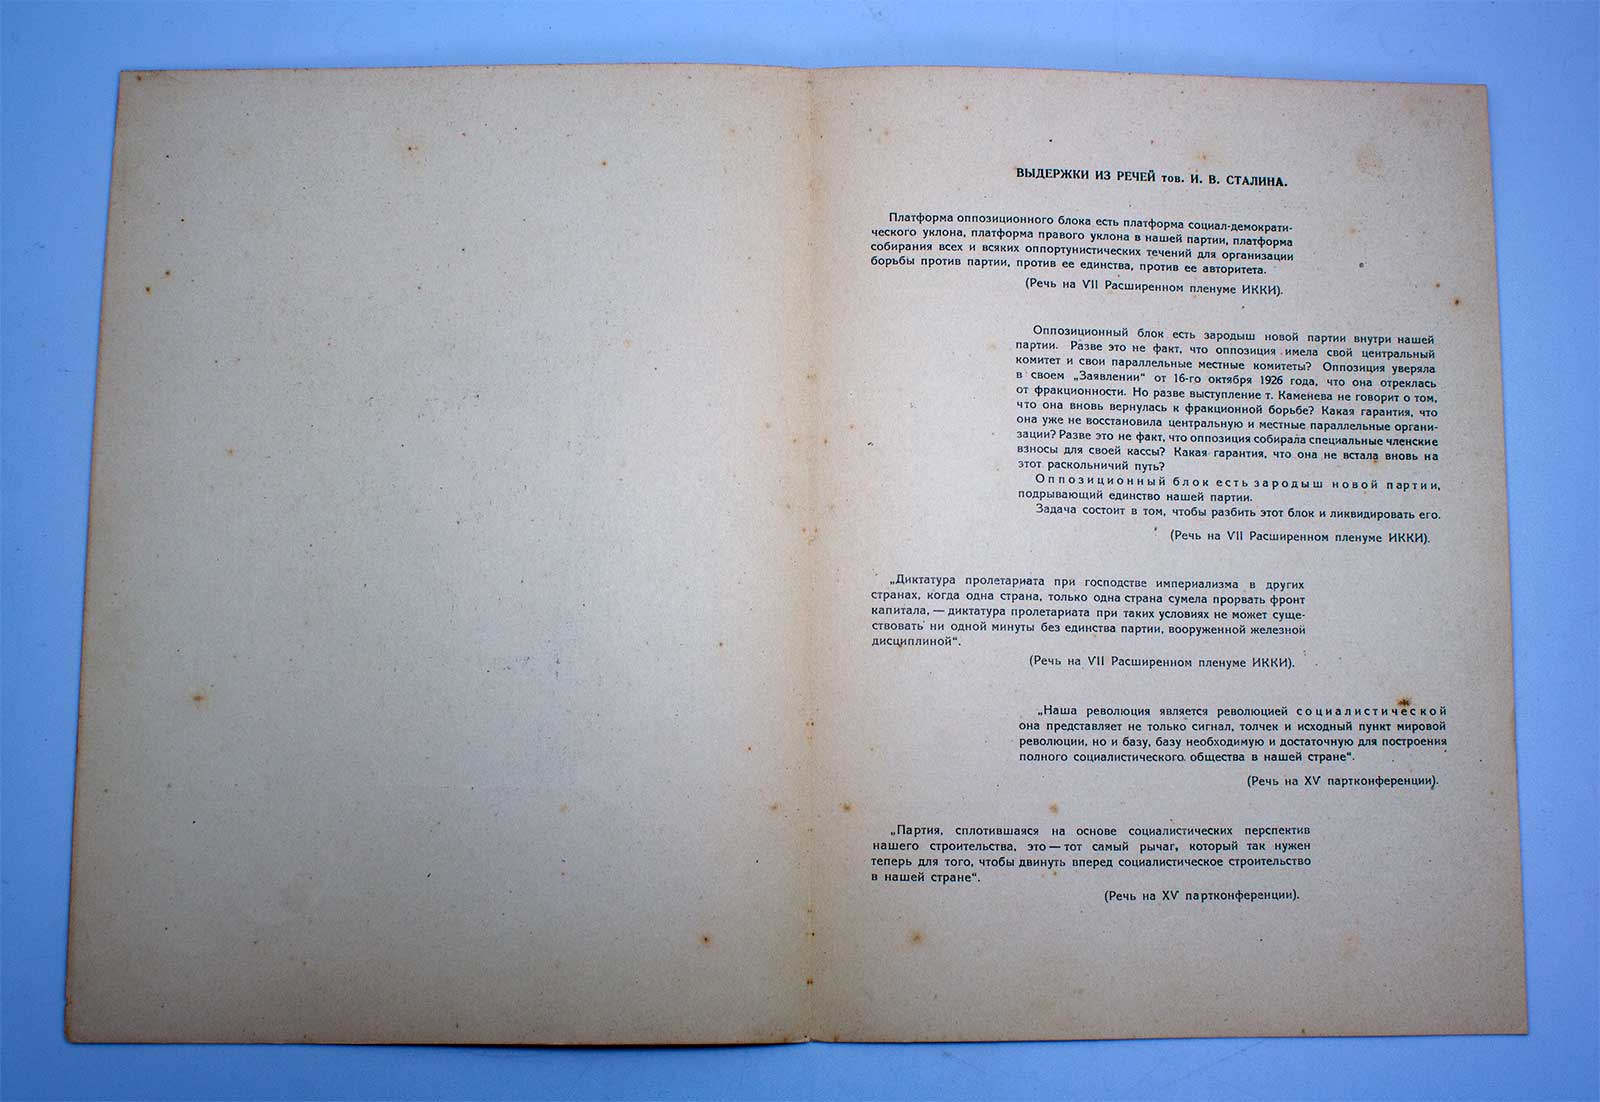 ВЫДЕРЖКИ ИЗ РЕЧЕЙ тов. И. В. СТАЛИНА.
Платформа оппозиционного блока есть платформа социал-демократи-
ческого уклона, платформа правого уклона в нашей партии, платформа
собирания всех и всяких оппортунистических течений для организации
борьбы против партии, против ее единства, против ее авторитета.
(Речь на VII Расширенном пленуме ИККИ).
Оппозиционный блок есть зародыш новой партии внутри нашей
партии. Разве это не факт, что оппозиция имела свой центральный
комитет и свои параллельные местные комитеты? Оппозиция уверяла
в своем „Заявлении“ от 16-го октября 1926 года, что она отреклась
от фракционности. Но разве выступление т. Каменева не говорит о том,
что она вновь вернулась к фракционной борьбе? Какая гарантия, что
она уже не восстановила центральную и местные параллельные органи-
зации? Разве это не факт, что оппозиция собирала специальные членские
взносы для своей кассы? Какая гарантия, что она не встала вновь на
этот раскольничий путь?
Оппозиционный блок есть зародыш новой партии,
подрывающий единство нашей партии.
Задача состоит в том, чтобы разбить этот блок и ликвидировать его.
(Речь на VII Расширенном пленуме ИККИ).
„Диктатура пролетариата при господстве империализма в других
странах, когда одна страна, только одна страна сумела прорвать фронт
капитала, — диктатура пролетариата при таких условиях не может суще-
ствовать ни одной минуты без единства партии, вооруженной железной
дисциплиной“.
(Речь на VII Расширенном пленуме ИККИ).
„Наша революция является революцией социалистической
она представляет не только сигнал, толчек и исходный пункт мировой
революции, но и базу, базу необходимую и достаточную для построения
полного социалистического общества в нашей стране“.
(Речь на XV партконференции).
„Партия, сплотившаяся на основе социалистических перспектив
нашего строительства, это — тот самый рычаг, который так нужен
теперь для того, чтобы двинуть вперед социалистическое строительство
в нашей стране“.
(Речь на XV партконференции).